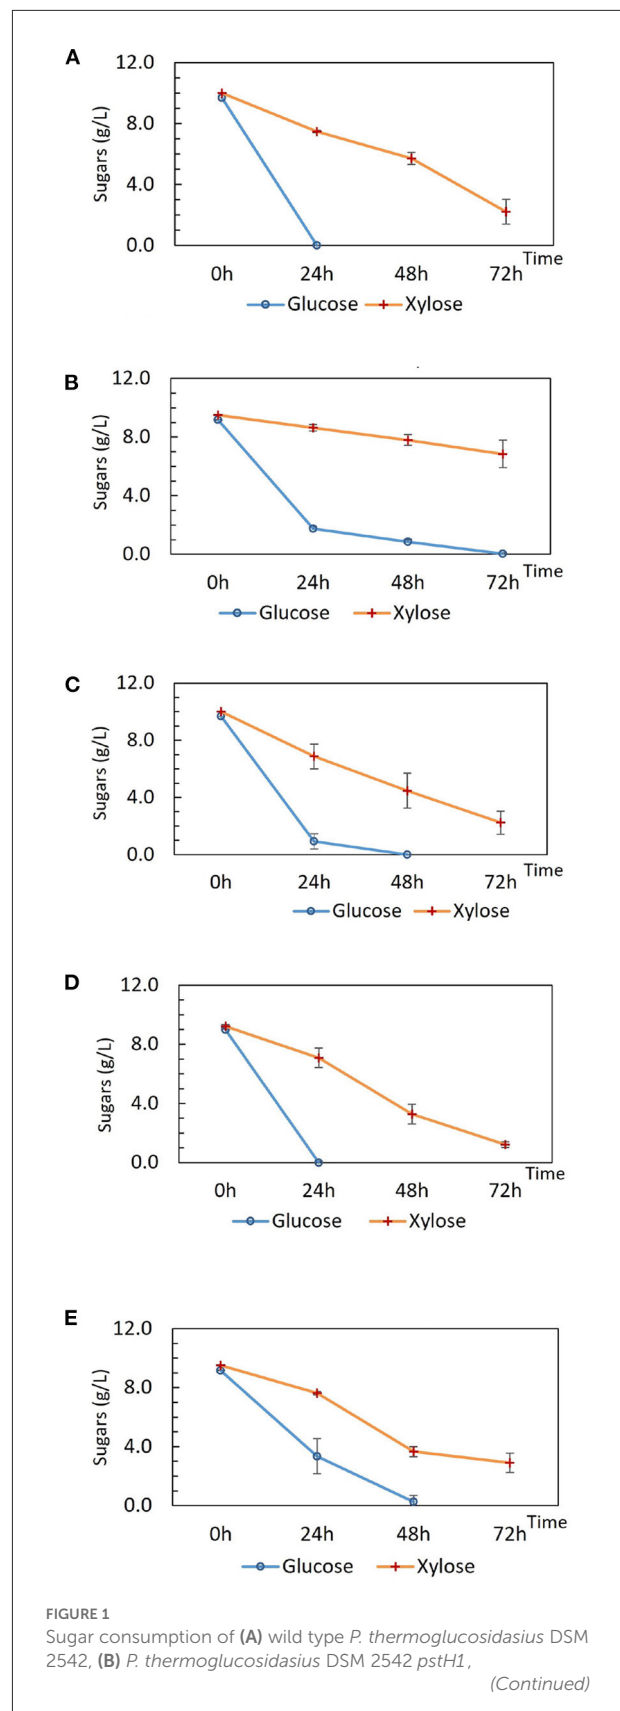 A
12.0
8.0
4.0
0.0
Sugars (g/L)
0h 24h 48h 72h
Time
Glucose Xylose
B
12.0
8.0
4.0
0.0
Sugars (g/L)
0h 24h 48h 72h
Time
Glucose Xylose
C
12.0
8.0
4.0
0.0
Sugars (g/L)
0h 24h 48h 72h
Time
Glucose Xylose
D
12.0
8.0
4.0
0.0
Sugars (g/L)
0h 24h 48h 72h
Time
Glucose Xylose
E
12.0
8.0
4.0
0.0
Sugars (g/L)
0h 24h 48h 72h
Time
Glucose Xylose
FIGURE 1
Sugar consumption of (A) wild type P. thermoglucosidasius DSM
2542, (B) P. thermoglucosidasius DSM 2542 pstH1,
(Continued)